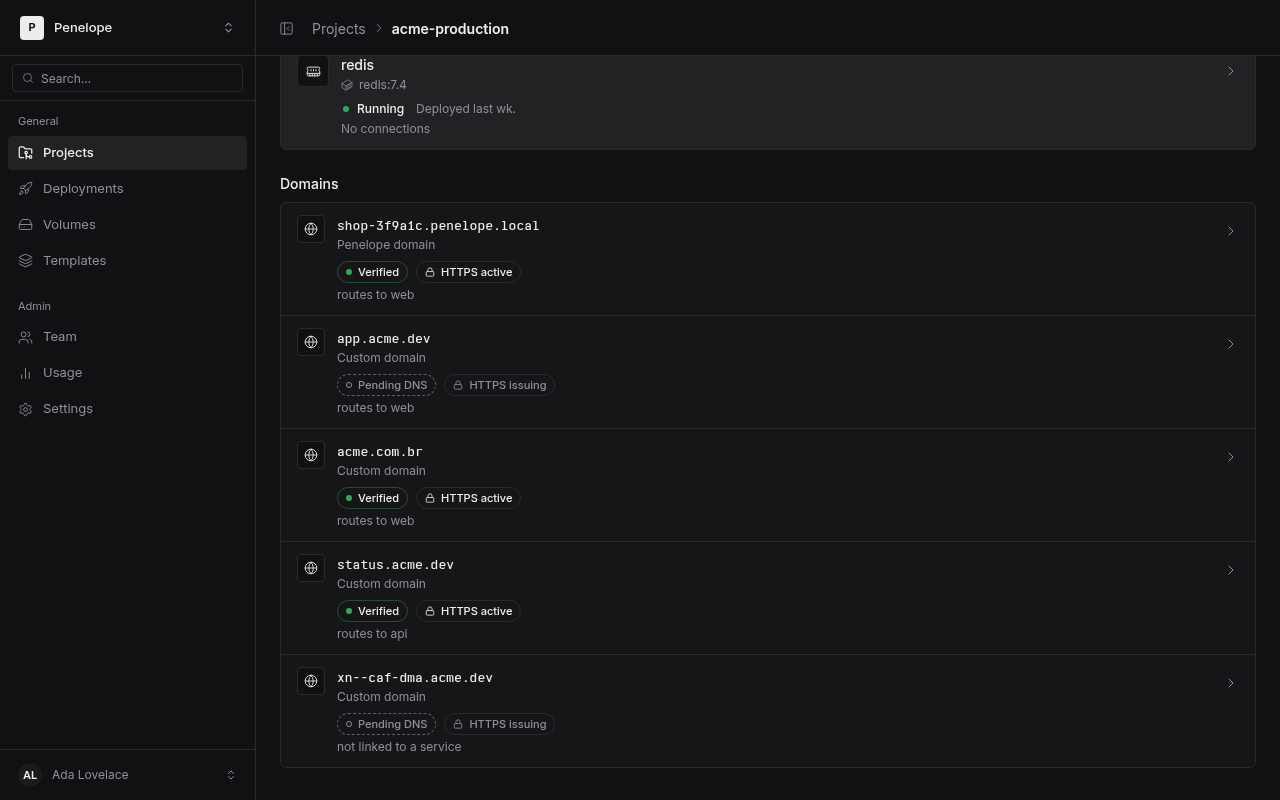 P Penelope
Search...
General
Projects
Deployments
Volumes
Templates
Admin
Team
Usage
Settings
AL Ada Lovelace
Projects > acme-production
redis
redis:7.4
Running Deployed last wk.
No connections
Domains
shop-3f9a1c.penelope.local
Penelope domain
Verified HTTPS active
routes to web
app.acme.dev
Custom domain
Pending DNS HTTPS issuing
routes to web
acme.com.br
Custom domain
Verified HTTPS active
routes to web
status.acme.dev
Custom domain
Verified HTTPS active
routes to api
xn--caf-dma.acme.dev
Custom domain
Pending DNS HTTPS issuing
not linked to a service